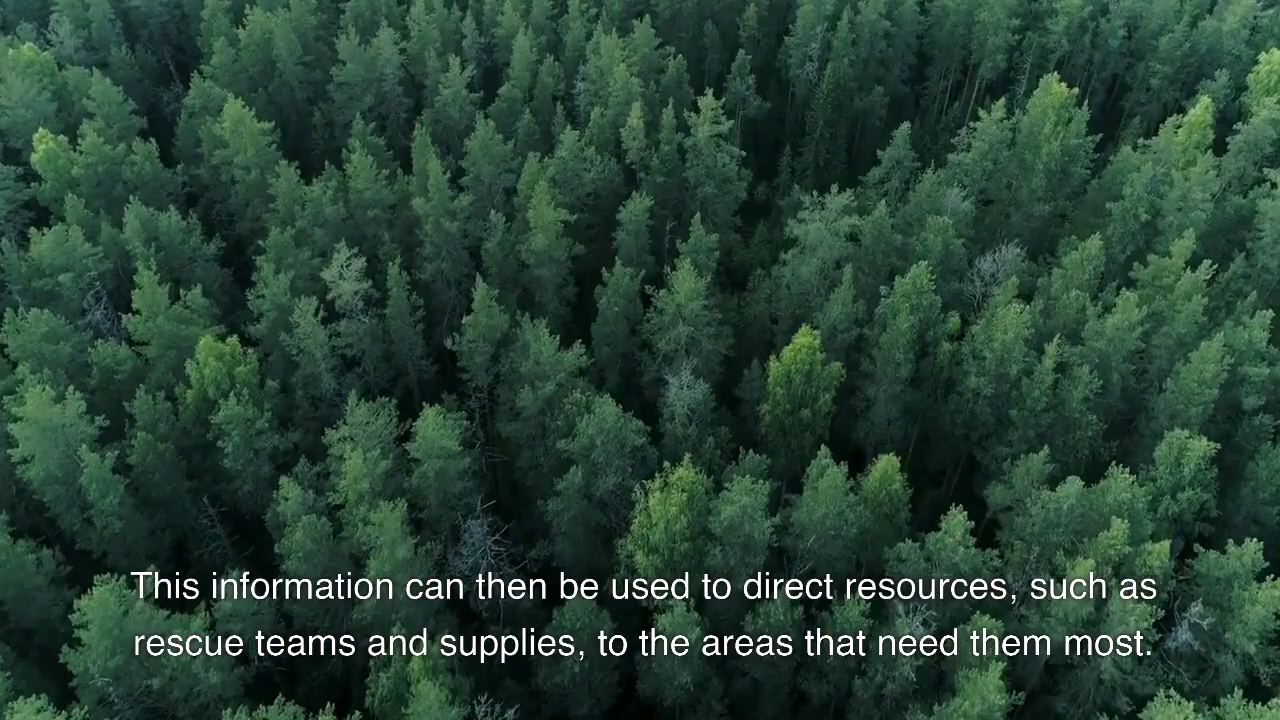 This information can then be used to direct resources, such as
rescue teams and supplies, to the areas that need them most.